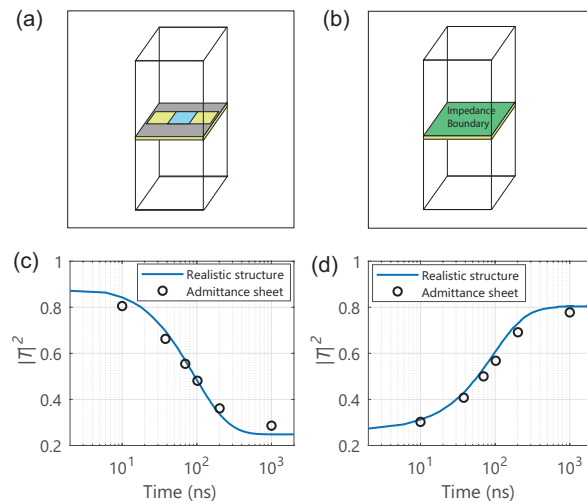 (a)
(b)
Impedance
Boundary
(c)
1
0.8
0.6
0.4
0.2
|T|²
Realistic structure
Admittance sheet
10¹ 10² 10³
Time (ns)
(d)
1
0.8
0.6
0.4
0.2
|T|²
Realistic structure
Admittance sheet
10¹ 10² 10³
Time (ns)